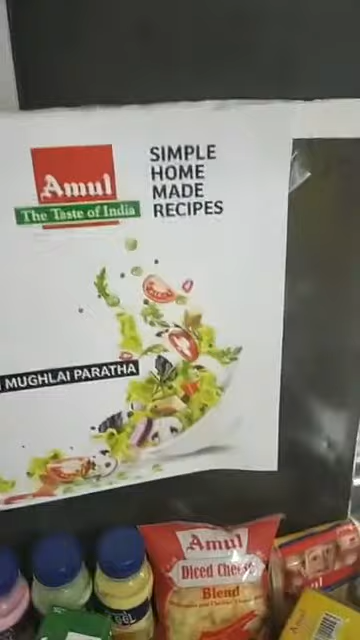 Amul
The Taste of India
SIMPLE
HOME
MADE
RECIPES
MUGHLAI PARATHA
Amul
Diced Cheese
Blend